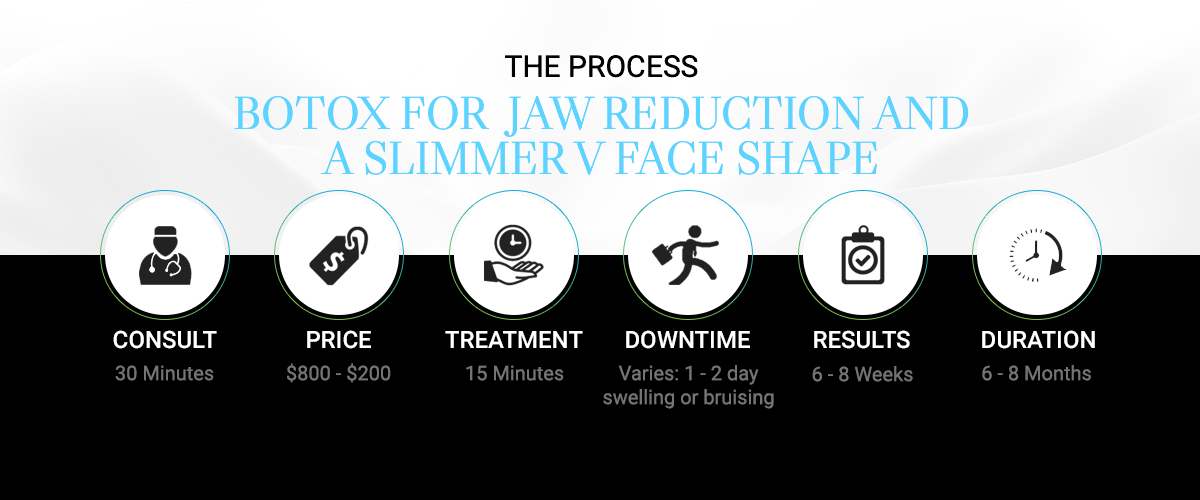 THE PROCESS
BOTOX FOR JAW REDUCTION AND
A SLIMMER V FACE SHAPE
$
CONSULT
30 Minutes
PRICE
$800 - $200
TREATMENT
15 Minutes
DOWNTIME
Varies: 1 - 2 day
swelling or bruising
RESULTS
6 - 8 Weeks
DURATION
6 - 8 Months